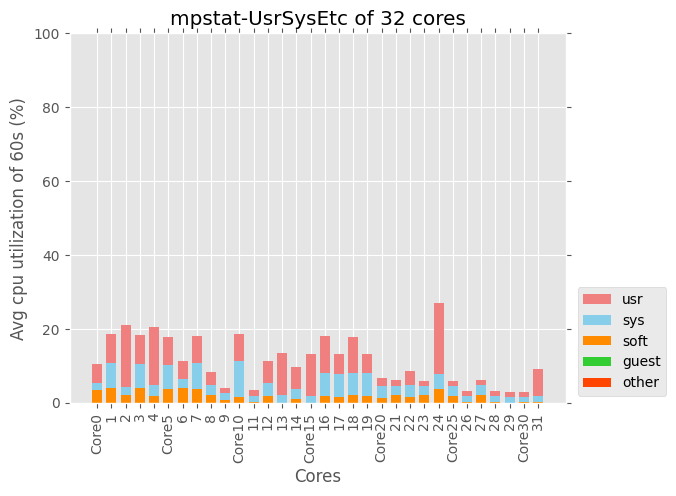 mpstat-UsrSysEtc of 32 cores
Avg cpu utilization of 60s (%)
100
80
60
40
20
0
usr
sys
soft
guest
other
Core0
1
2
3
4
Core5
6
7
8
9
Core10
11
12
13
14
Core15
16
17
18
19
Core20
21
22
23
24
Core25
26
27
28
29
Core30
31
Cores